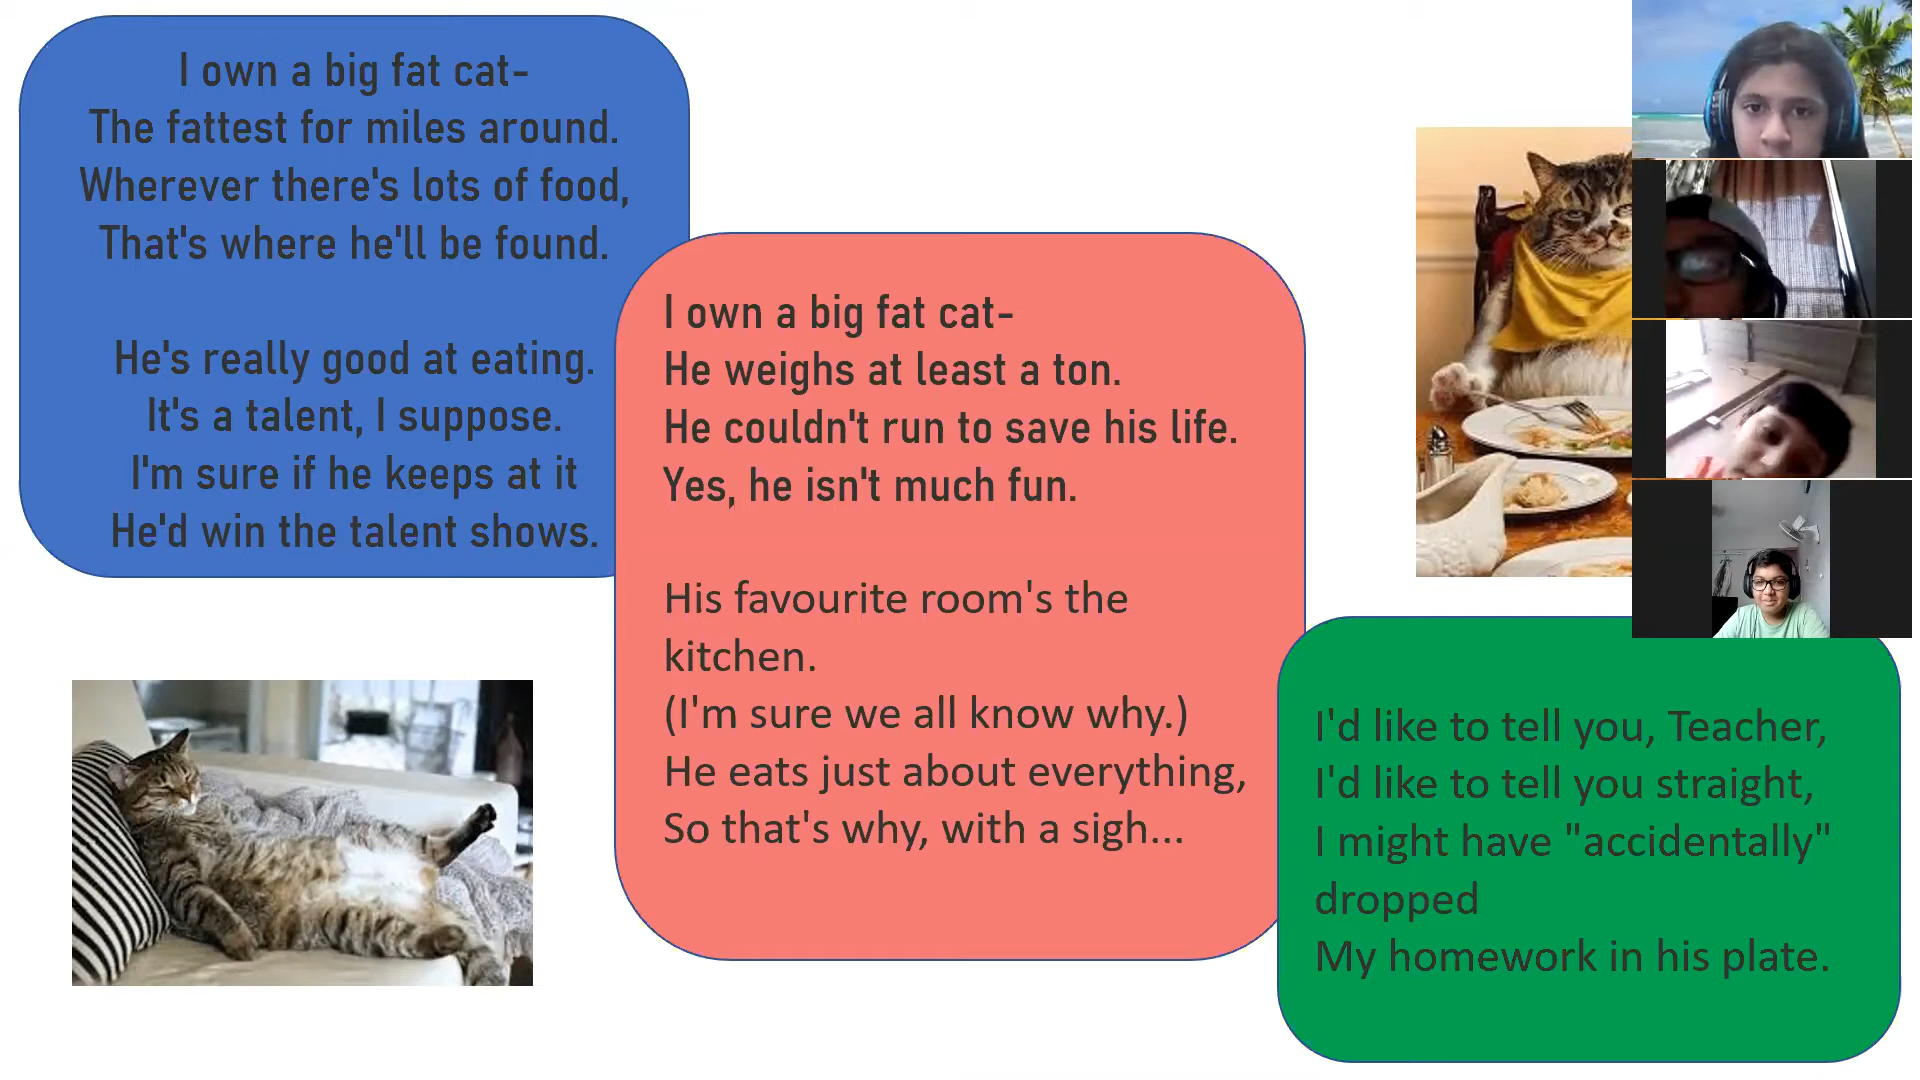 I own a big fat cat-
The fattest for miles around.
Wherever there's lots of food,
That's where he'll be found.
He's really good at eating.
It's a talent, I suppose.
I'm sure if he keeps at it
He'd win the talent shows.
I own a big fat cat-
He weighs at least a ton.
He couldn't run to save his life.
Yes, he isn't much fun.
His favourite room's the
kitchen.
(I'm sure we all know why.)
He eats just about everything,
So that's why, with a sigh...
I'd like to tell you, Teacher,
I'd like to tell you straight,
I might have "accidentally"
dropped
My homework in his plate.